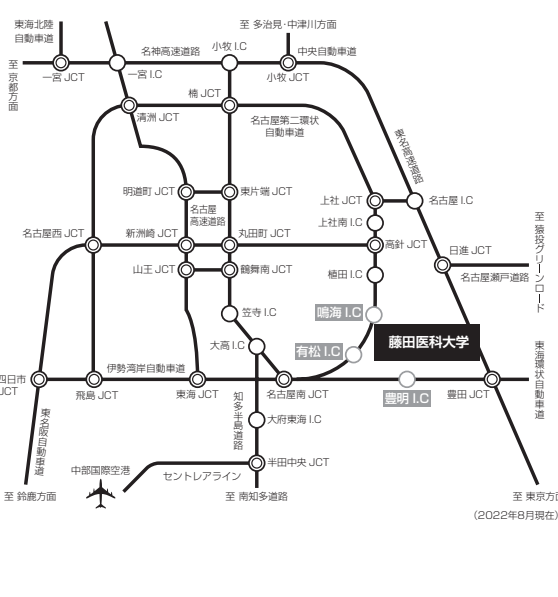 東海北陸
自動車道
至 多治見・中津川方面
名神高速道路
小牧 I.C
中央自動車道
至 京都方面
一宮 JCT
一宮 I.C
小牧 JCT
楠 JCT
清洲 JCT
名古屋第二環状
自動車道
東名高速道路
明道町 JCT
東片端 JCT
上社 JCT
名古屋 I.C
名古屋
高速道路
上社南 I.C
至 猿投グリーンロード
名古屋西 JCT
新洲崎 JCT
丸田町 JCT
高針 JCT
日進 JCT
山王 JCT
鶴舞南 JCT
植田 I.C
名古屋瀬戸道路
笠寺 I.C
鳴海 I.C
大高 I.C
有松 I.C
藤田医科大学
東海環状自動車道
伊勢湾岸自動車道
四日市
JCT
飛島 JCT
東海 JCT
名古屋南 JCT
豊明 I.C
豊田 JCT
知多半島道路
東名阪自動車道
大府東海 I.C
中部国際空港
半田中央 JCT
セントレアライン
至 鈴鹿方面
至 南知多道路
至 東京方面
(2022年8月現在)